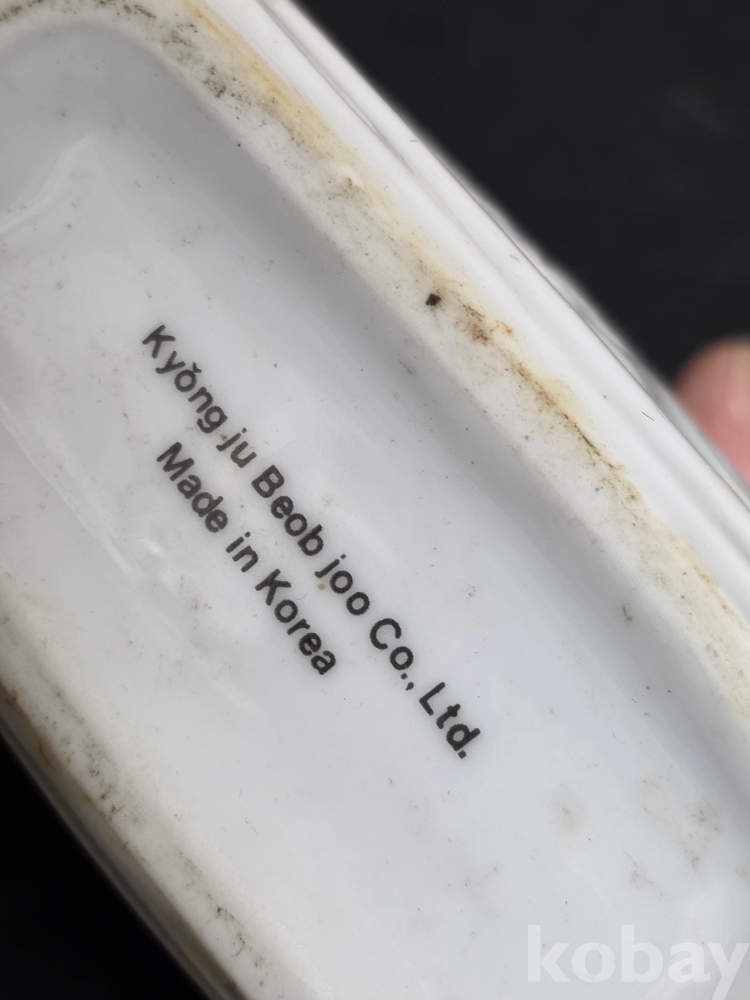 Kyŏng ju Beob joo Co., Ltd.
Made in Korea
kobay